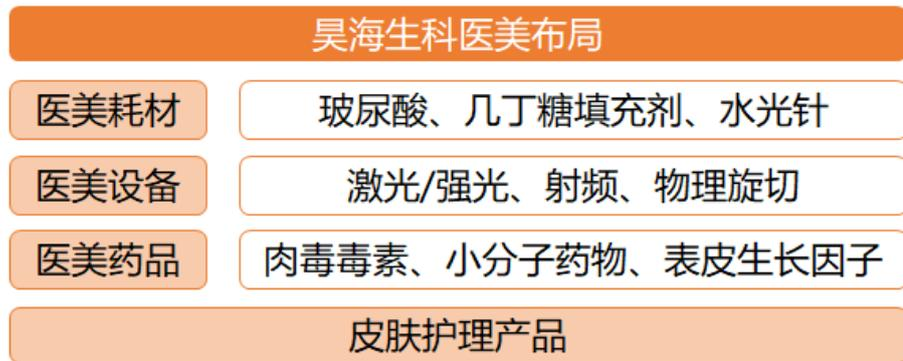 昊海生科医美布局
医美耗材 玻尿酸、几丁糖填充剂、水光针
医美设备 激光/强光、射频、物理旋切
医美药品 肉毒毒素、小分子药物、表皮生长因子
皮肤护理产品